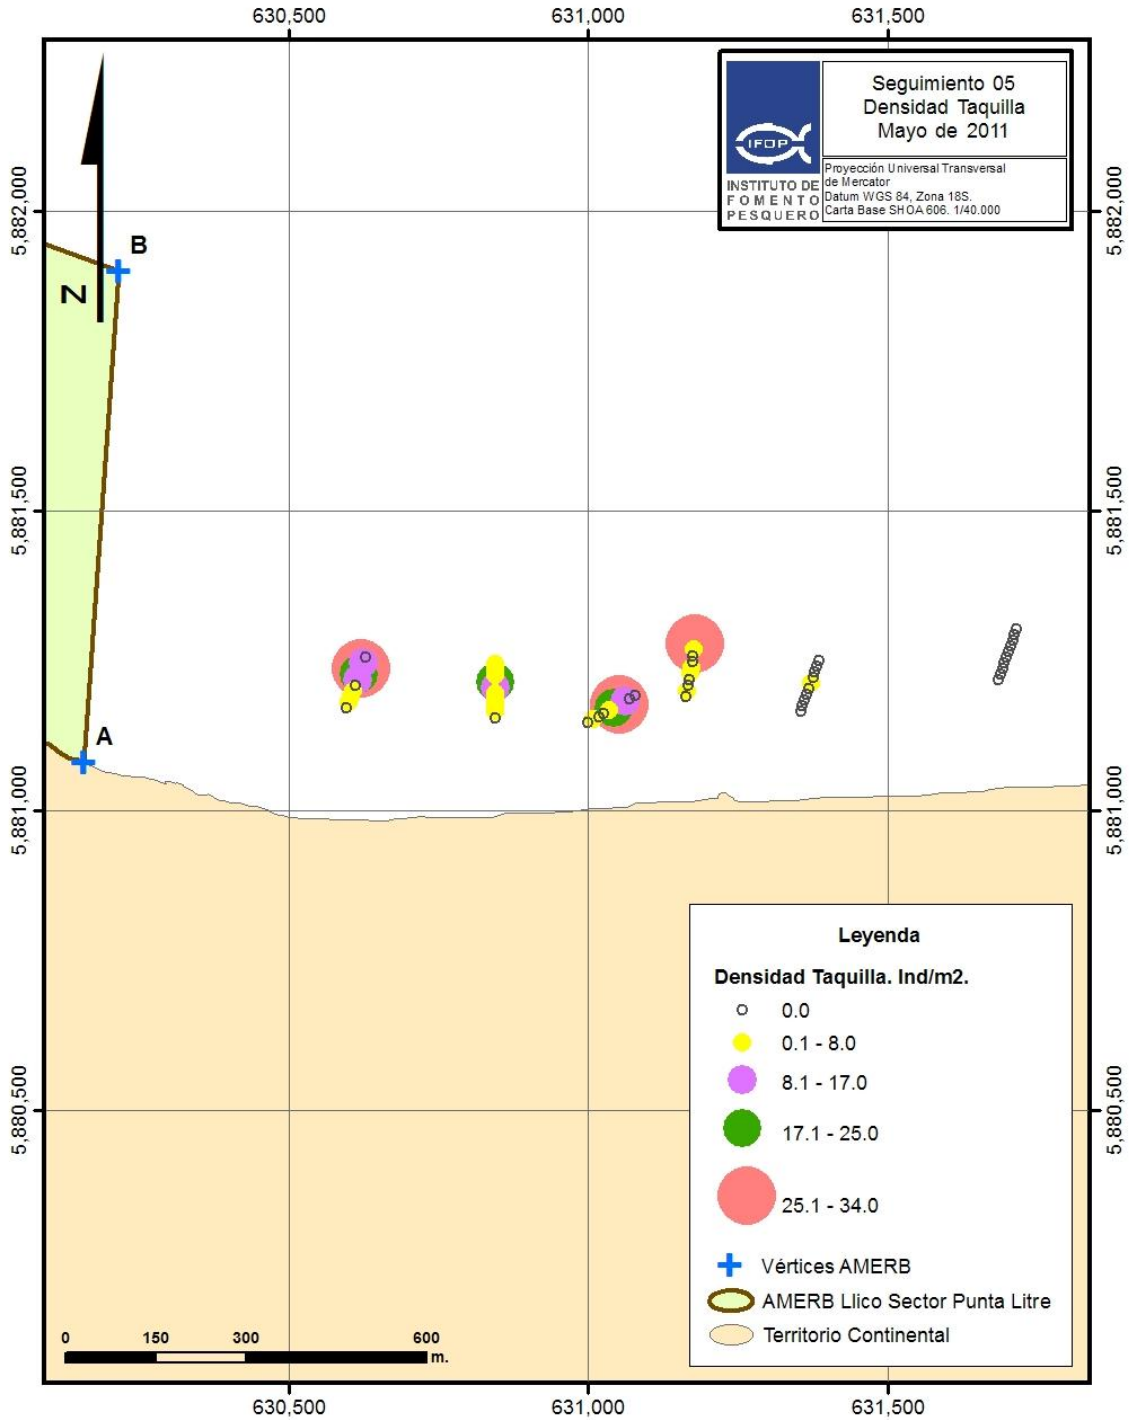 630,500 631,000 631,500
Seguimiento 05
Densidad Taquilla
Mayo de 2011
IFOP
INSTITUTO DE
FOMENTO
PESQUERO
Proyección Universal Transversal
de Mercator
Datum WGS 84, Zona 18S.
Carta Base SHOA 606. 1/40.000
5,882,000 5,882,000
B
N
5,881,500 5,881,500
A
5,881,000 5,881,000
Leyenda
Densidad Taquilla. Ind/m2.
0.0
0.1 - 8.0
8.1 - 17.0
17.1 - 25.0
25.1 - 34.0
Vértices AMERB
AMERB Llico Sector Punta Litre
Territorio Continental
5,880,500 5,880,500
0 150 300 600
m.
630,500 631,000 631,500